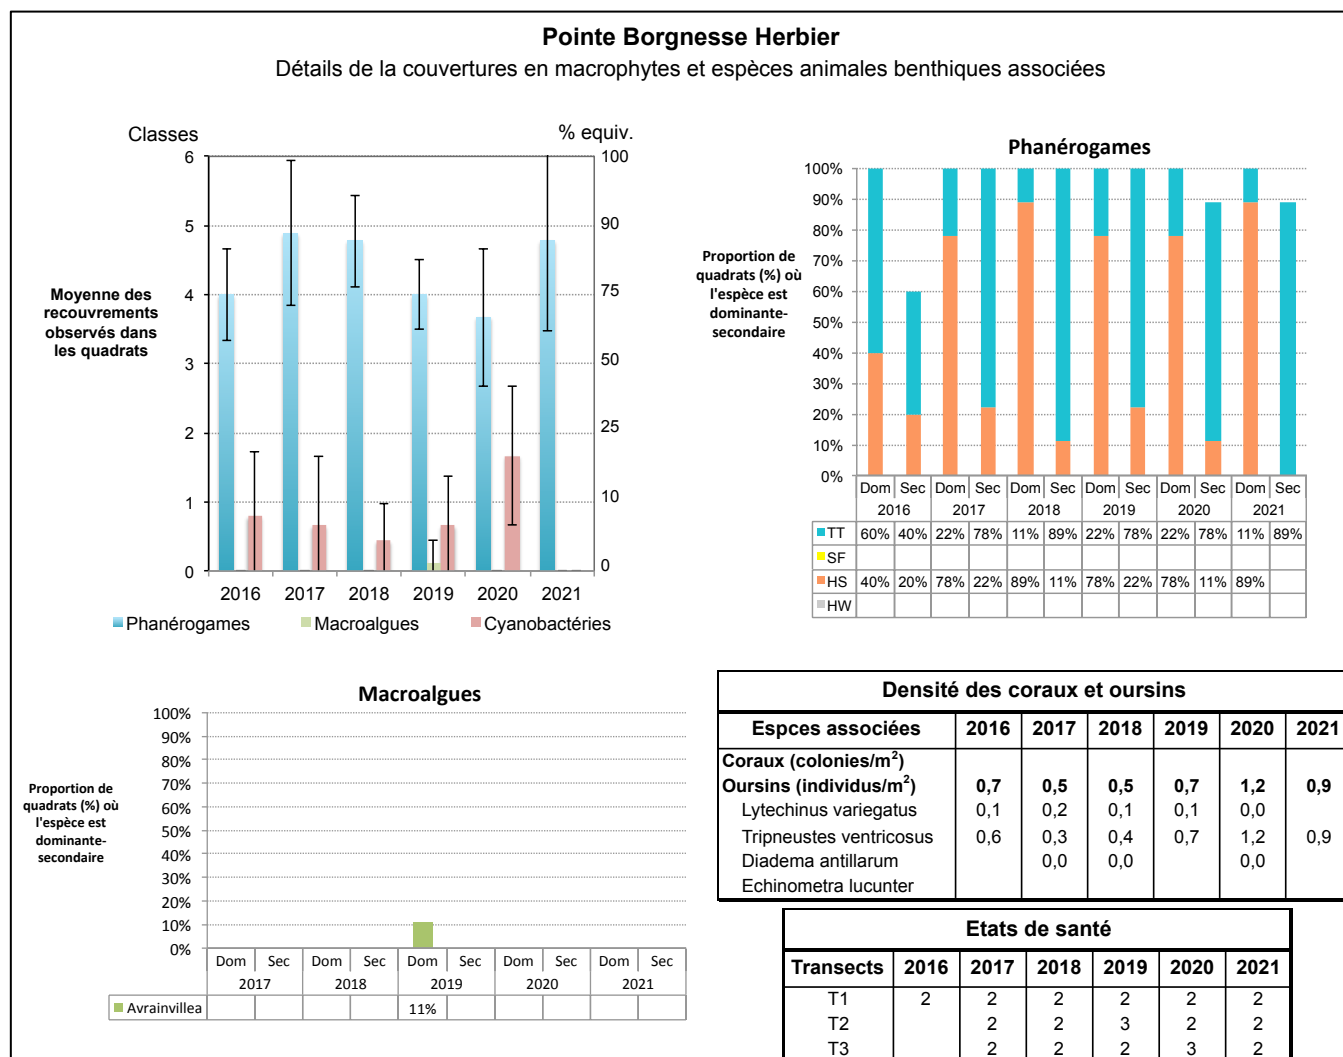 Pointe Borgnesse Herbier
Détails de la couvertures en macrophytes et espèces animales benthiques associées
Classes
% equiv.
Moyenne des
recouvrements
observés dans
les quadrats
6
5
4
3
2
1
0
100
90
75
50
25
10
0
2016 2017 2018 2019 2020 2021
Phanérogames Macroalgues Cyanobactéries
Phanérogames
Proportion de
quadrats (%) où
l'espèce est
dominante-
secondaire
100%
90%
80%
70%
60%
50%
40%
30%
20%
10%
0%
Dom Sec Dom Sec Dom Sec Dom Sec Dom Sec Dom Sec
2016 2017 2018 2019 2020 2021
TT 60% 40% 22% 78% 11% 89% 22% 78% 22% 78% 11% 89%
SF
HS 40% 20% 78% 22% 89% 11% 78% 22% 78% 11% 89%
HW
Macroalgues
Proportion de
quadrats (%) où
l'espèce est
dominante-
secondaire
100%
90%
80%
70%
60%
50%
40%
30%
20%
10%
0%
Dom Sec Dom Sec Dom Sec Dom Sec Dom Sec
2017 2018 2019 2020 2021
Avrainvillea 11%
Densité des coraux et oursins
Espces associées 2016 2017 2018 2019 2020 2021
Coraux (colonies/m²)
Oursins (individus/m²) 0,7 0,5 0,5 0,7 1,2 0,9
Lytechinus variegatus 0,1 0,2 0,1 0,1 0,0
Tripneustes ventricosus 0,6 0,3 0,4 0,7 1,2 0,9
Diadema antillarum 0,0 0,0 0,0
Echinometra lucunter
Etats de santé
Transects 2016 2017 2018 2019 2020 2021
T1 2 2 2 2 2 2
T2 2 2 3 2 2
T3 2 2 2 3 2